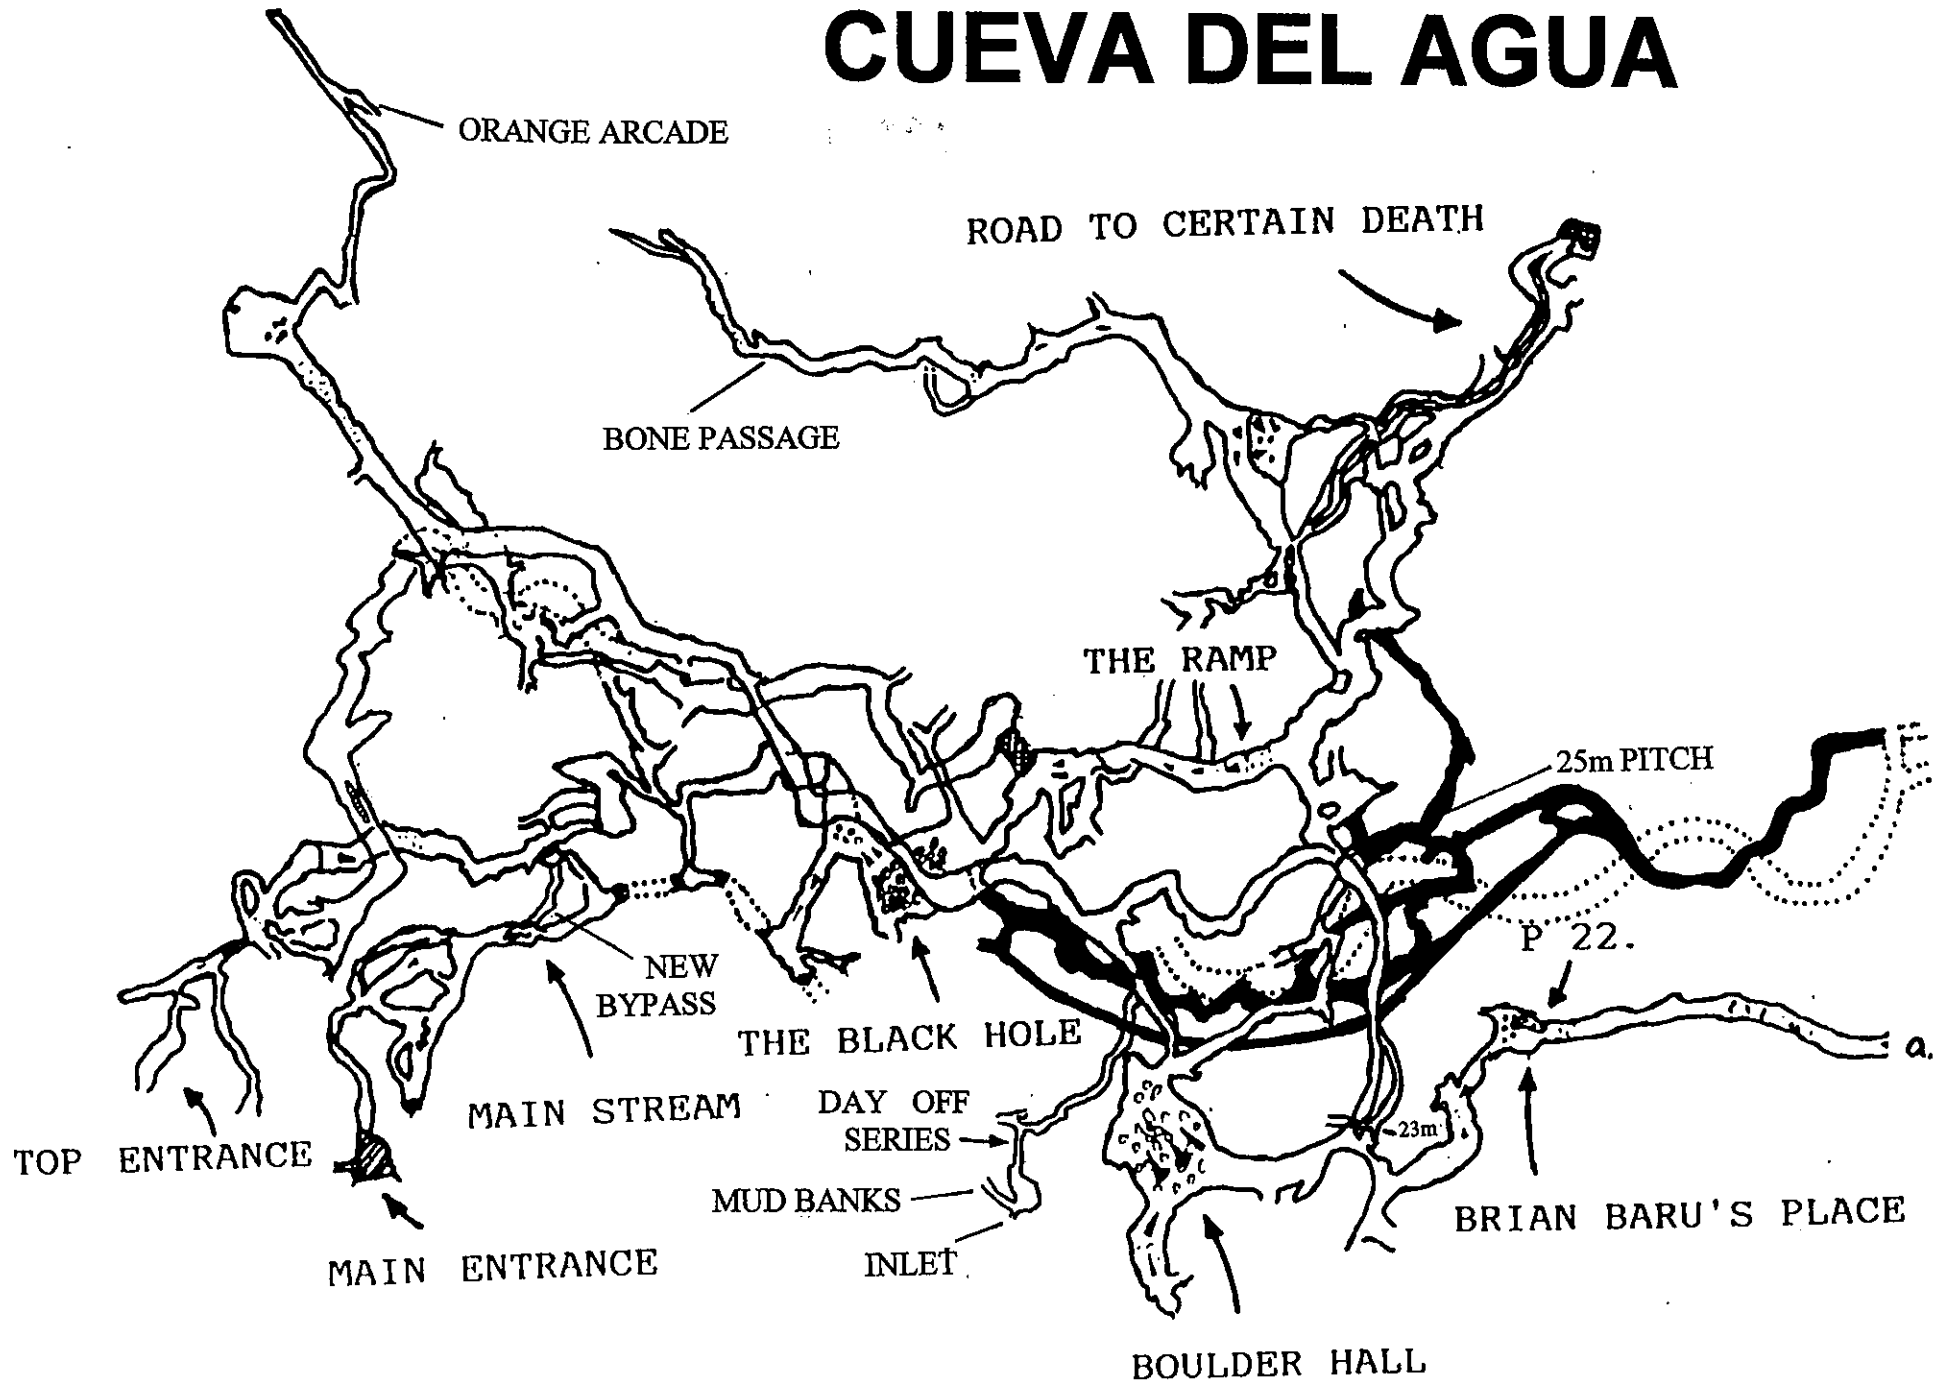 CUEVA DEL AGUA
ORANGE ARCADE
ROAD TO CERTAIN DEATH
BONE PASSAGE
THE RAMP
25m PITCH
P 22.
NEW
BYPASS
THE BLACK HOLE
a.
MAIN STREAM
DAY OFF
SERIES
23m
TOP ENTRANCE
MUD BANKS
BRIAN BARU'S PLACE
INLET
MAIN ENTRANCE
BOULDER HALL